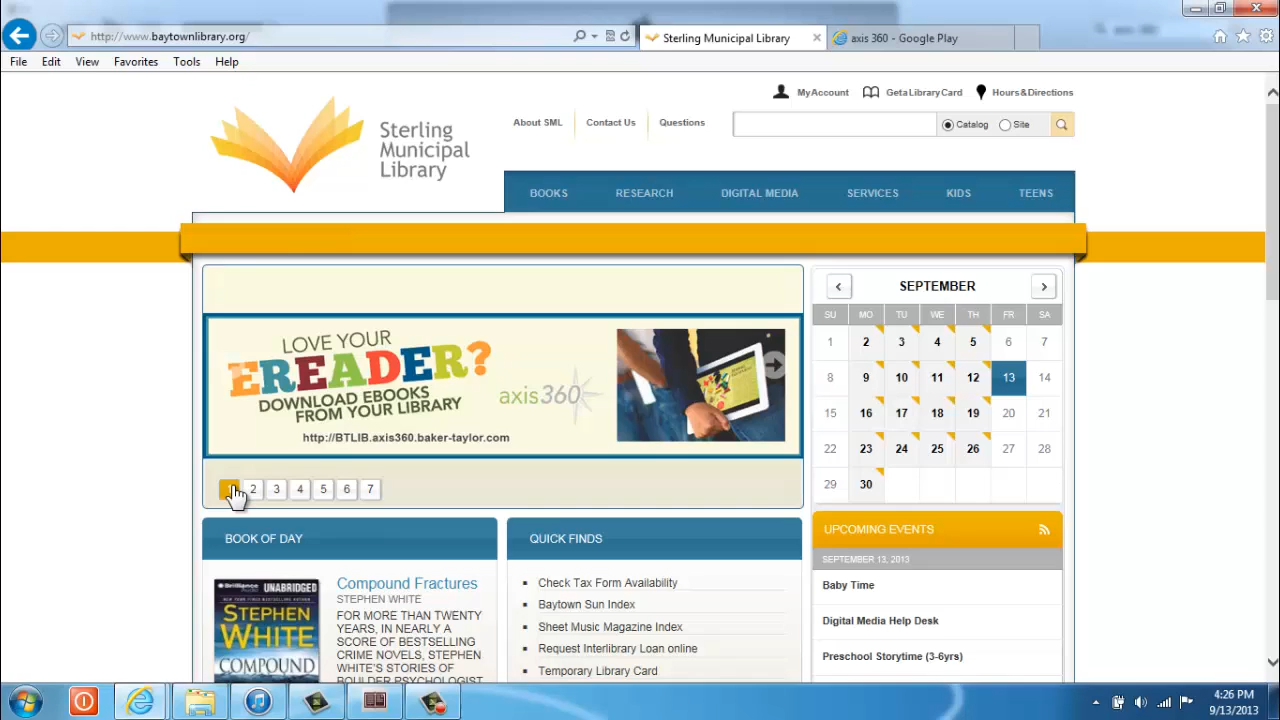 http://www.baytownlibrary.org/
Sterling Municipal Library
axis 360 - Google Play
File Edit View Favorites Tools Help
My Account
Get a Library Card
Hours & Directions
About SML
Contact Us
Questions
Catalog
Site
Sterling
Municipal
Library
BOOKS
RESEARCH
DIGITAL MEDIA
SERVICES
KIDS
TEENS
LOVE YOUR
EREADER?
DOWNLOAD EBOOKS
FROM YOUR LIBRARY
axis360
http://BTLIB.axis360.baker-taylor.com
2 3 4 5 6 7
SEPTEMBER
SU MO TU WE TH FR SA
1 2 3 4 5 6 7
8 9 10 11 12 13 14
15 16 17 18 19 20 21
22 23 24 25 26 27 28
29 30
BOOK OF DAY
Brilliance Audio UNABRIDGED
STEPHEN
WHITE
COMPOUND
Compound Fractures
STEPHEN WHITE
FOR MORE THAN TWENTY
YEARS, IN NEARLY A
SCORE OF BESTSELLING
CRIME NOVELS, STEPHEN
WHITE'S STORIES OF
BOULDER PSYCHOLOGIST
QUICK FINDS
Check Tax Form Availability
Baytown Sun Index
Sheet Music Magazine Index
Request Interlibrary Loan online
Temporary Library Card
UPCOMING EVENTS
SEPTEMBER 13, 2013
Baby Time
Digital Media Help Desk
Preschool Storytime (3-6yrs)
4:26 PM
9/13/2013